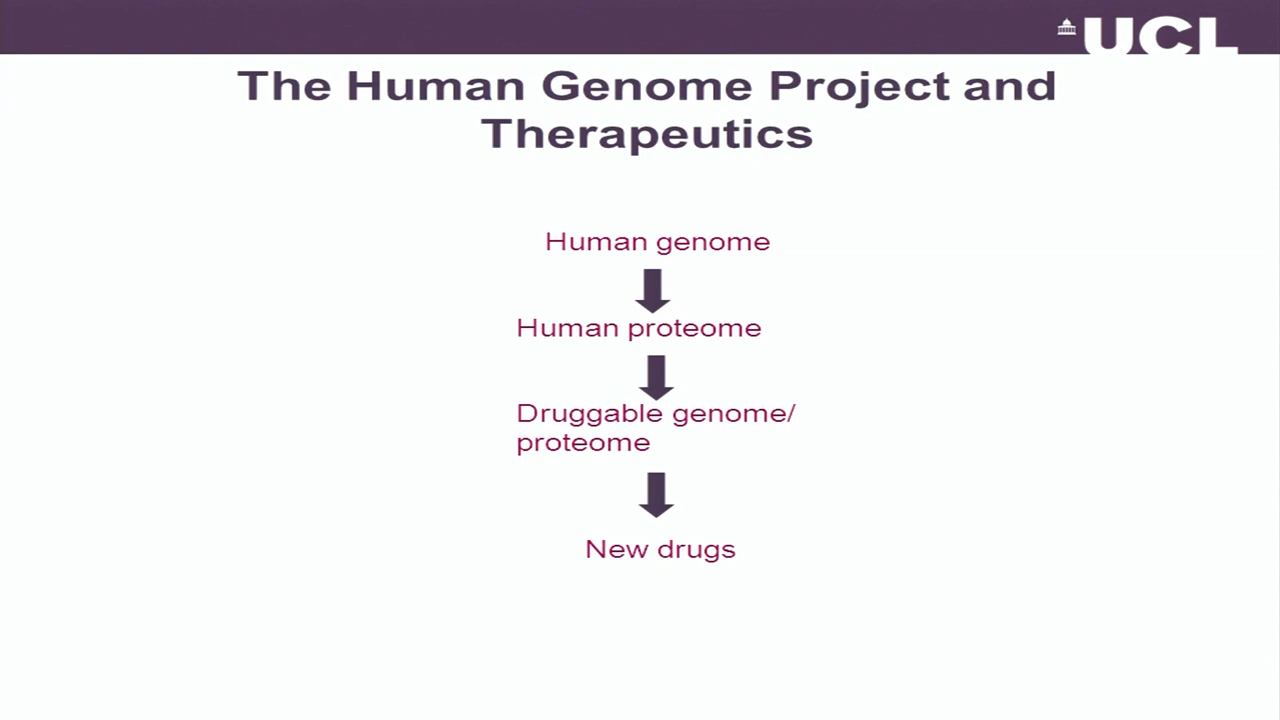 UCL
The Human Genome Project and
Therapeutics
Human genome
Human proteome
Druggable genome/
proteome
New drugs